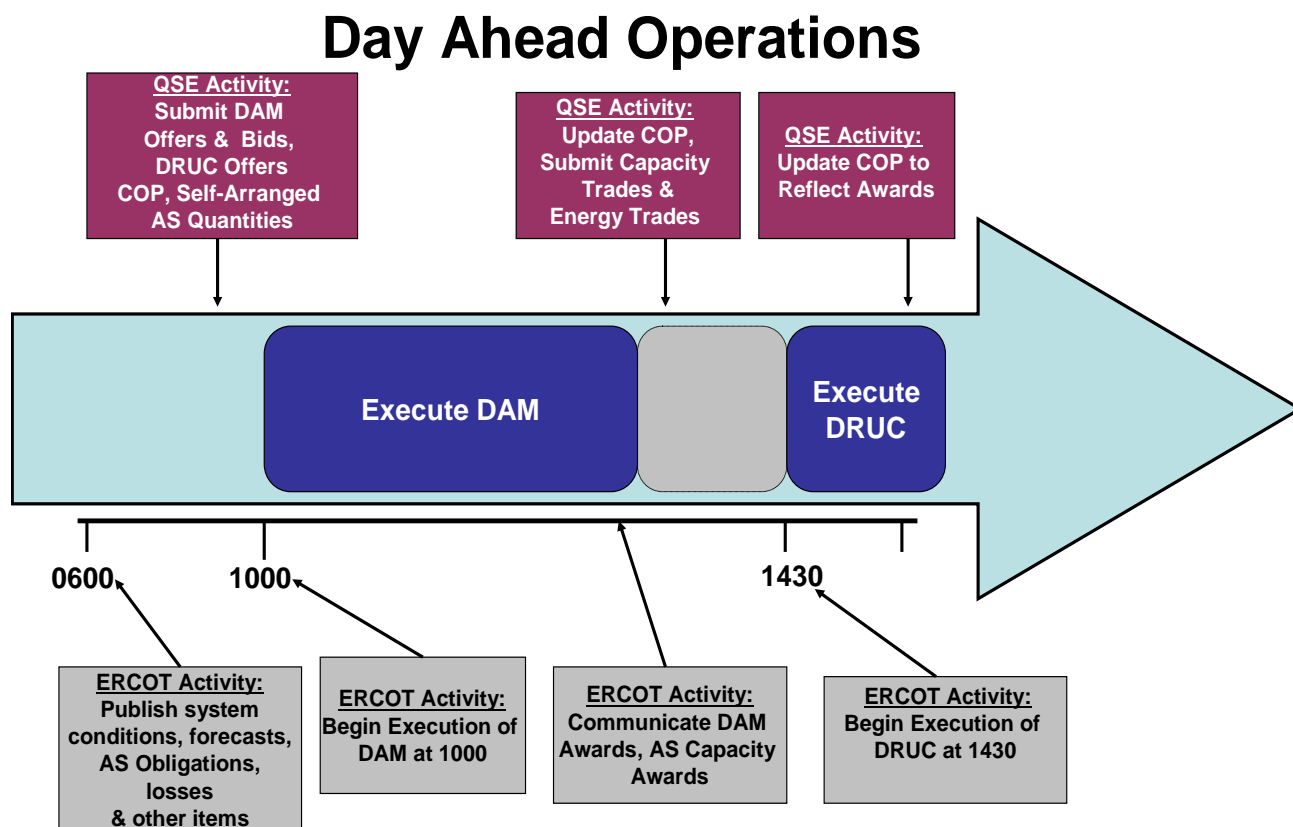 Day Ahead Operations
QSE Activity:
Submit DAM
Offers & Bids,
DRUC Offers
COP, Self-Arranged
AS Quantities
QSE Activity:
Update COP,
Submit Capacity
Trades &
Energy Trades
QSE Activity:
Update COP to
Reflect Awards
Execute DAM
Execute
DRUC
0600
1000
1430
ERCOT Activity:
Publish system
conditions, forecasts,
AS Obligations,
losses
& other items
ERCOT Activity:
Begin Execution of
DAM at 1000
ERCOT Activity:
Communicate DAM
Awards, AS Capacity
Awards
ERCOT Activity:
Begin Execution of
DRUC at 1430